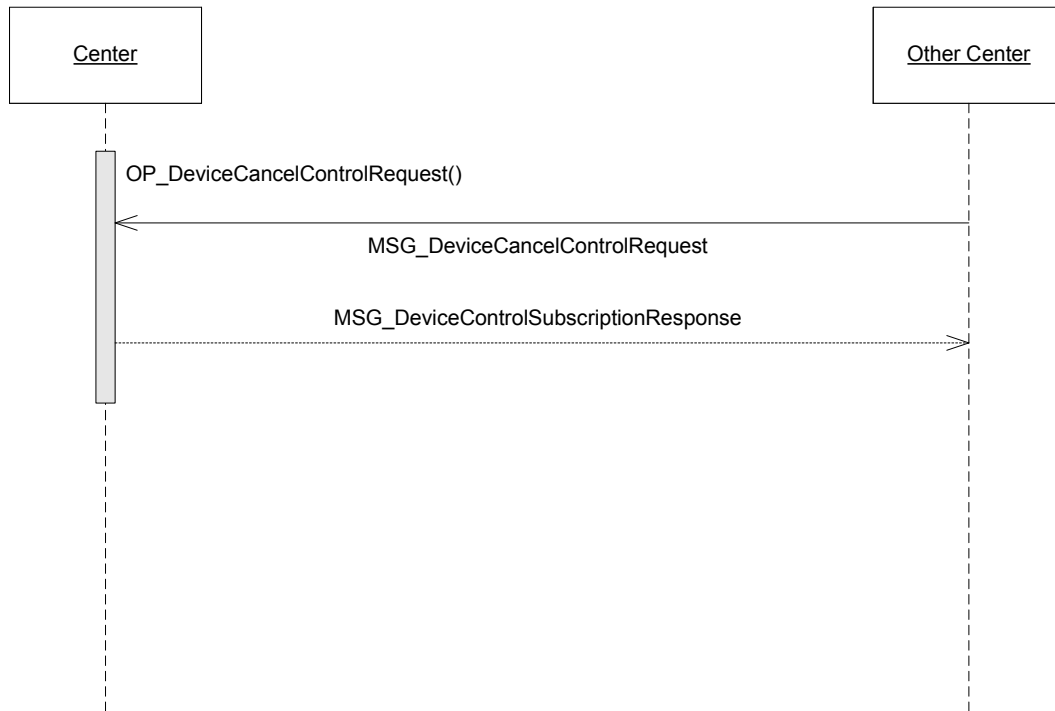 Center
Other Center
OP_DeviceCancelControlRequest()
MSG_DeviceCancelControlRequest
MSG_DeviceControlSubscriptionResponse